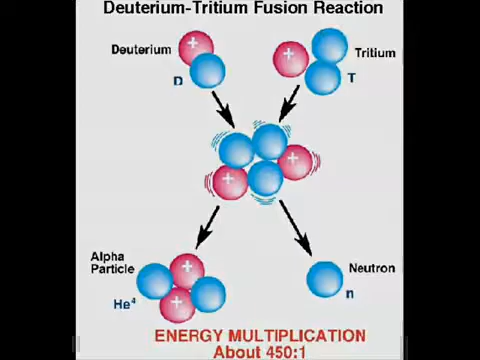 Deuterium-Tritium Fusion Reaction
Deuterium
D
+
Tritium
T
+
+
+
Alpha
Particle
He⁴
+
+
Neutron
n
ENERGY MULTIPLICATION
About 450:1